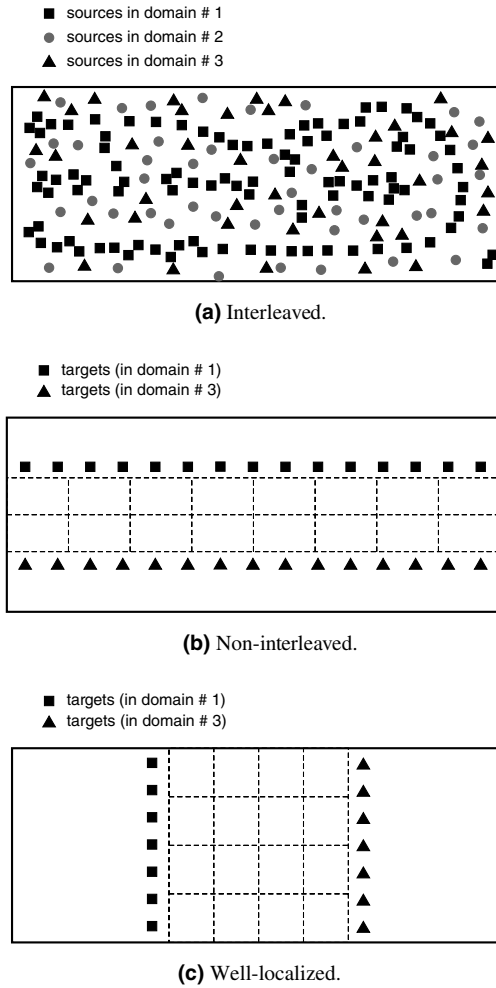 sources in domain # 1
sources in domain # 2
sources in domain # 3
(a) Interleaved.
targets (in domain # 1)
targets (in domain # 3)
(b) Non-interleaved.
targets (in domain # 1)
targets (in domain # 3)
(c) Well-localized.